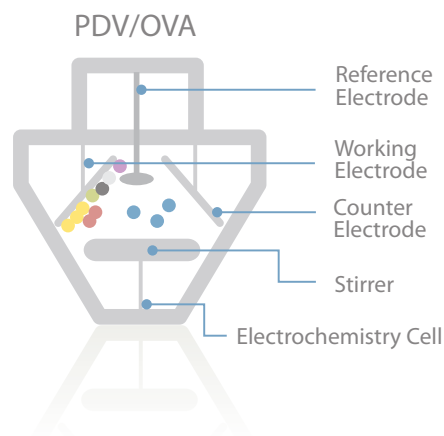 PDV/OVA
Reference
Electrode
Working
Electrode
Counter
Electrode
Stirrer
Electrochemistry Cell